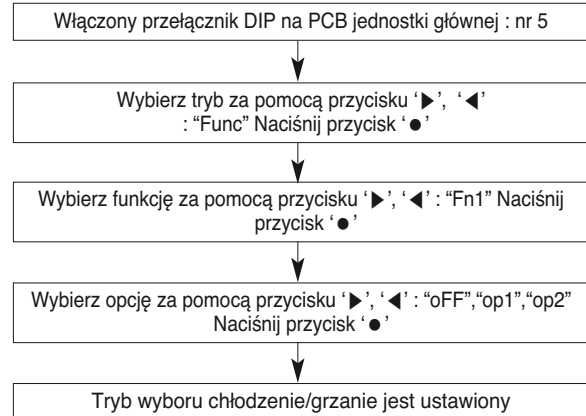 Włączony przełącznik DIP na PCB jednostki głównej : nr 5
Wybierz tryb za pomocą przycisku ‘▶’, ‘◀’
: “Func” Naciśnij przycisk ‘●’
Wybierz funkcję za pomocą przycisku ‘▶’, ‘◀’ : “Fn1” Naciśnij
przycisk ‘●’
Wybierz opcję za pomocą przycisku ‘▶’, ‘◀’ : “oFF”,“op1”,“op2”
Naciśnij przycisk ‘●’
Tryb wyboru chłodzenie/grzanie jest ustawiony